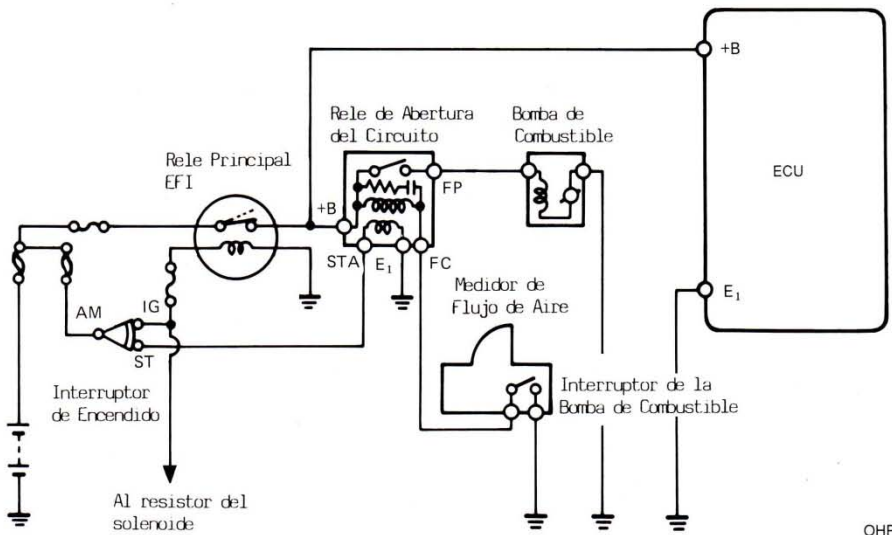 +B
ECU
Rele de Abertura
del Circuito
Bomba de
Combustible
Rele Principal
EFI
+B
FP
STA
E1
FC
AM
IG
ST
Medidor de
Flujo de Aire
E1
Interruptor
de Encendido
Interruptor de la
Bomba de Combustible
Al resistor del
solenoide
OHP